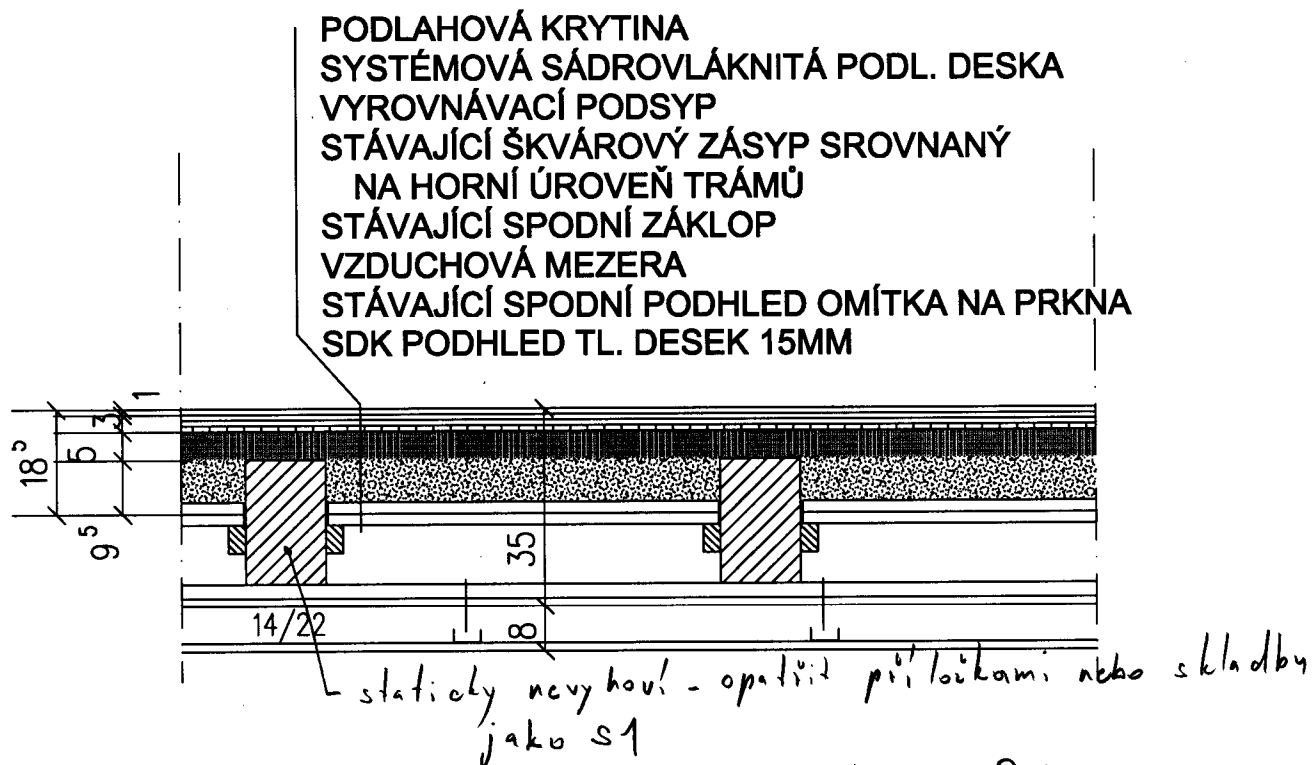 PODLAHOVÁ KRYTINA
SYSTÉMOVÁ SÁDROVLÁKNITÁ PODL. DESKA
VYROVNÁVACÍ PODSYP
STÁVAJÍCÍ ŠKVÁROVÝ ZÁSYP SROVNANÝ
NA HORNÍ ÚROVEŇ TRÁMŮ
STÁVAJÍCÍ SPODNÍ ZÁKLOP
VZDUCHOVÁ MEZERA
STÁVAJÍCÍ SPODNÍ PODHLED OMÍTKA NA PRKNA
SDK PODHLED TL. DESEK 15MM
1
3
5
18⁵
9⁵
35
14/22
8
staticky nevyhoví - opatřit příložkami nebo skladbu
jako S1